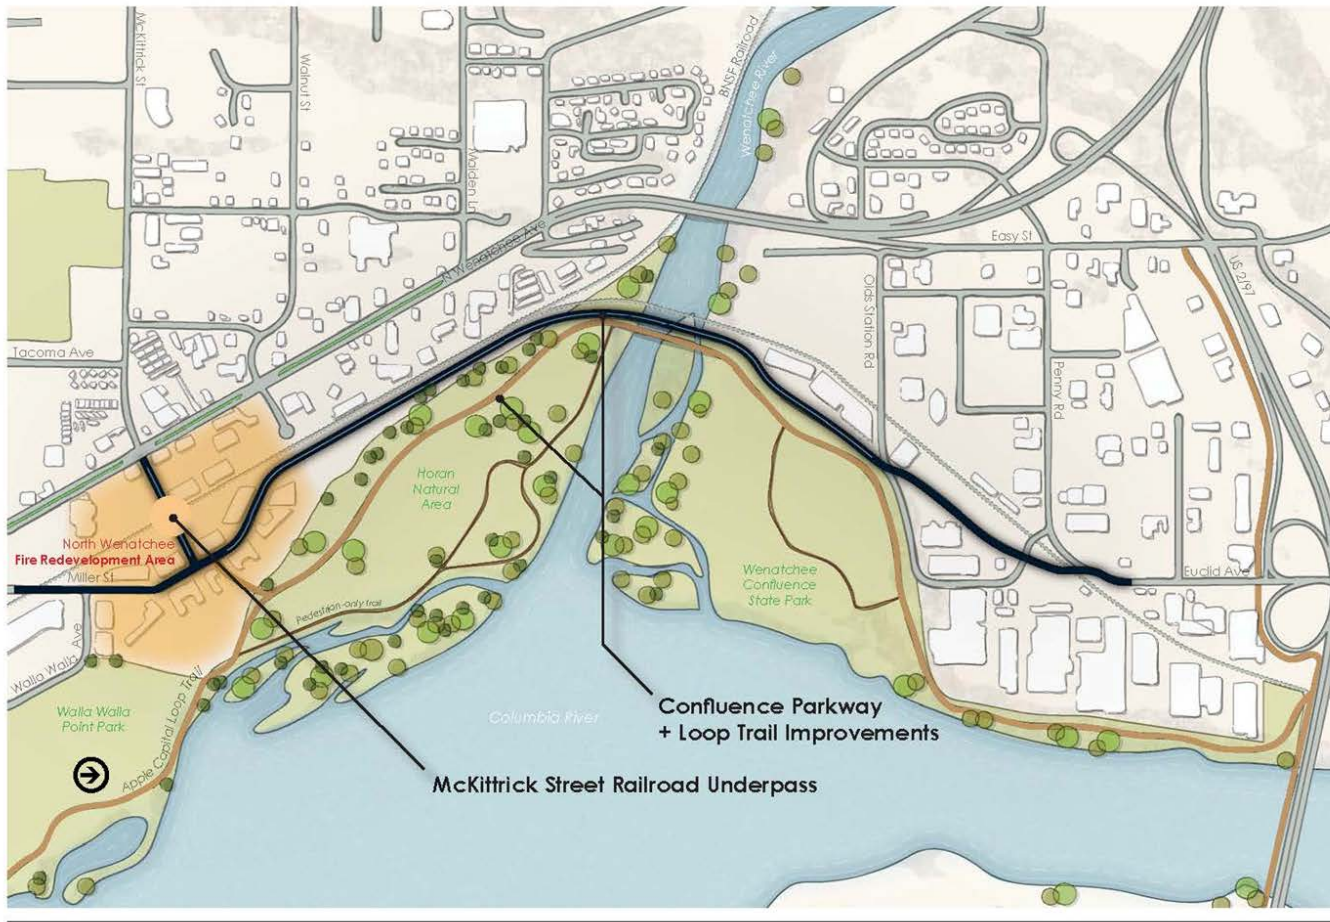 McKittrick St
Walnut St
Maiden Ln
BNSF Railroad
Wenatchee River
N Wenatchee Ave
Easy St
US 2/97
Olds Station Rd
Penny Rd
Tacoma Ave
Horan
Natural
Area
North Wenatchee
Fire Redevelopment Area
Miller St
Wenatchee
Confluence
State Park
Euclid Ave
Pedestrian-only trail
Walla Walla Ave
Walla Walla
Point Park
Apple Capital Loop Trail
Columbia River
Confluence Parkway
+ Loop Trail Improvements
McKittrick Street Railroad Underpass